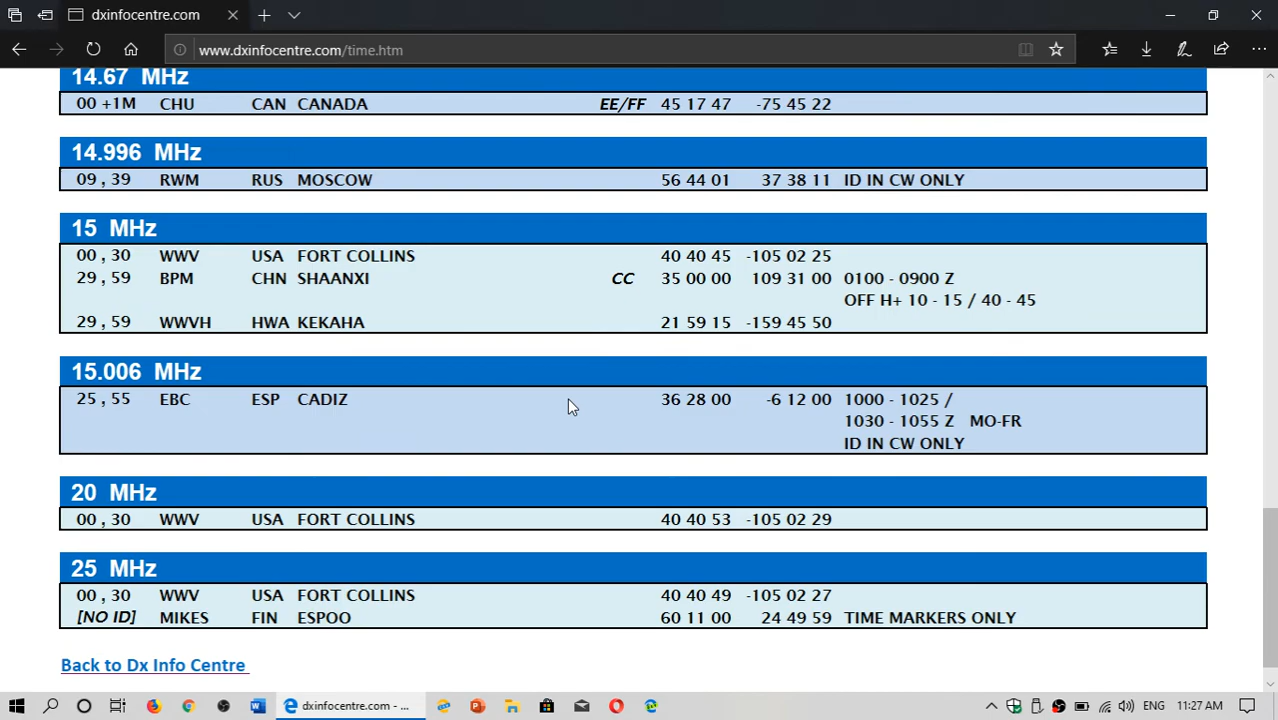 dxinfocentre.com
www.dxinfocentre.com/time.htm
14.67 MHz
00 +1M CHU CAN CANADA EE/FF 45 17 47 -75 45 22
14.996 MHz
09 , 39 RWM RUS MOSCOW 56 44 01 37 38 11 ID IN CW ONLY
15 MHz
00 , 30 WWV USA FORT COLLINS 40 40 45 -105 02 25
29 , 59 BPM CHN SHAANXI CC 35 00 00 109 31 00 0100 - 0900 Z
OFF H+ 10 - 15 / 40 - 45
29 , 59 WWVH HWA KEKAHA 21 59 15 -159 45 50
15.006 MHz
25 , 55 EBC ESP CADIZ 36 28 00 -6 12 00 1000 - 1025 /
1030 - 1055 Z MO-FR
ID IN CW ONLY
20 MHz
00 , 30 WWV USA FORT COLLINS 40 40 53 -105 02 29
25 MHz
00 , 30 WWV USA FORT COLLINS 40 40 49 -105 02 27
[NO ID] MIKES FIN ESPOO 60 11 00 24 49 59 TIME MARKERS ONLY
Back to Dx Info Centre
dxinfocentre.com - ... ENG 11:27 AM